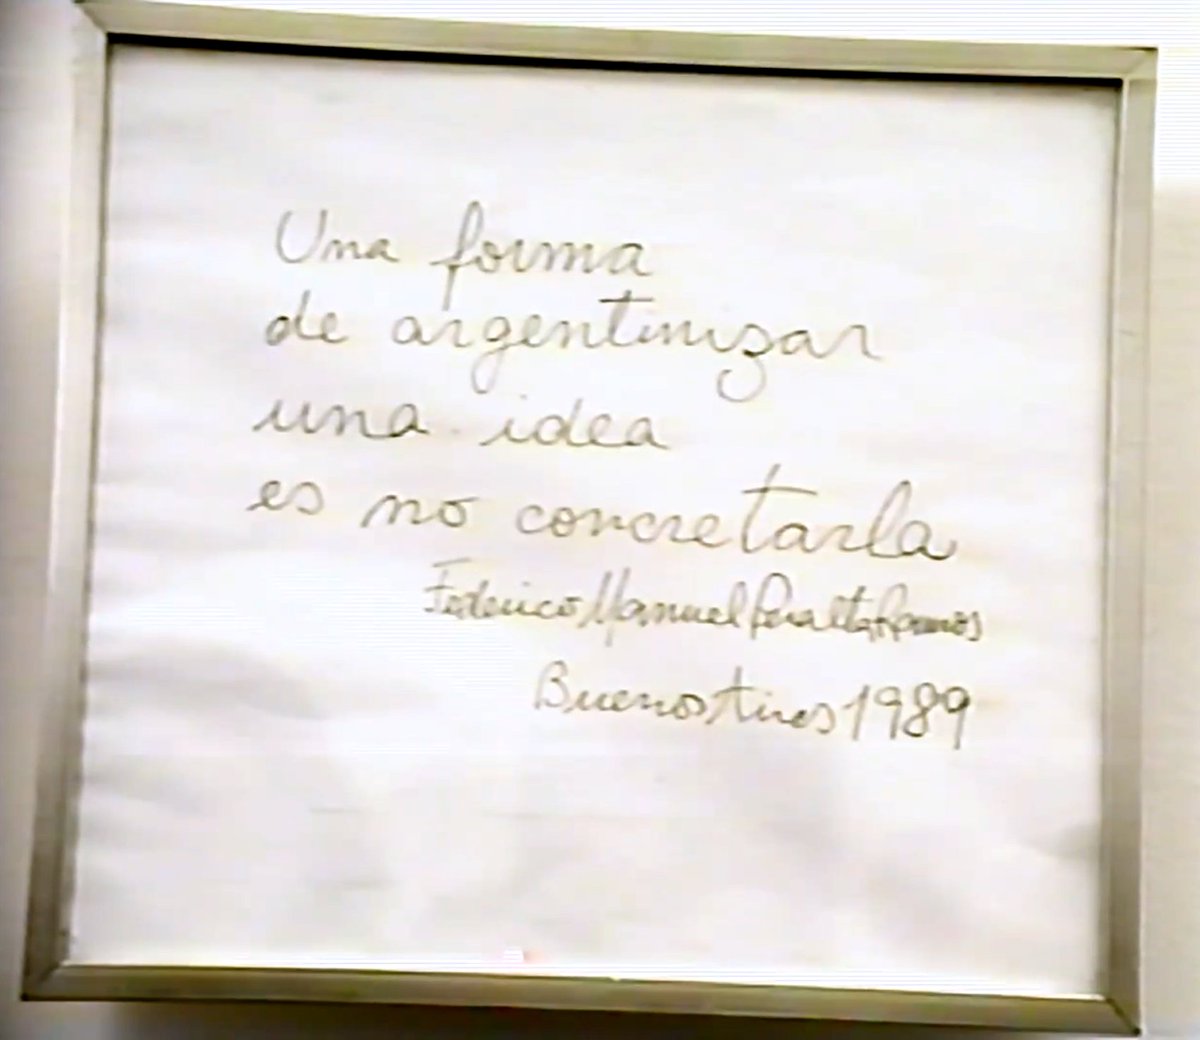 Una forma
de argentinizar
una idea
es no concretarla
Federico Manuel Peralta Ramos
Buenos Aires 1989